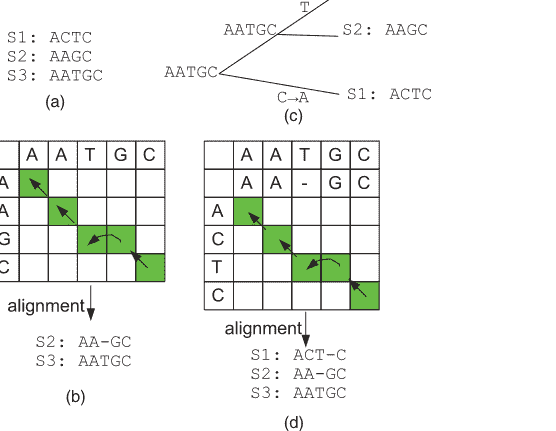 S1: ACTC
S2: AAGC
S3: AATGC
(a)
T
AATGC
S2: AAGC
AATGC
C→A
S1: ACTC
(c)
A A T G C
A
A
G
C
alignment
S2: AA-GC
S3: AATGC
(b)
A A T G C
A A - G C
A
C
T
C
alignment
S1: ACT-C
S2: AA-GC
S3: AATGC
(d)